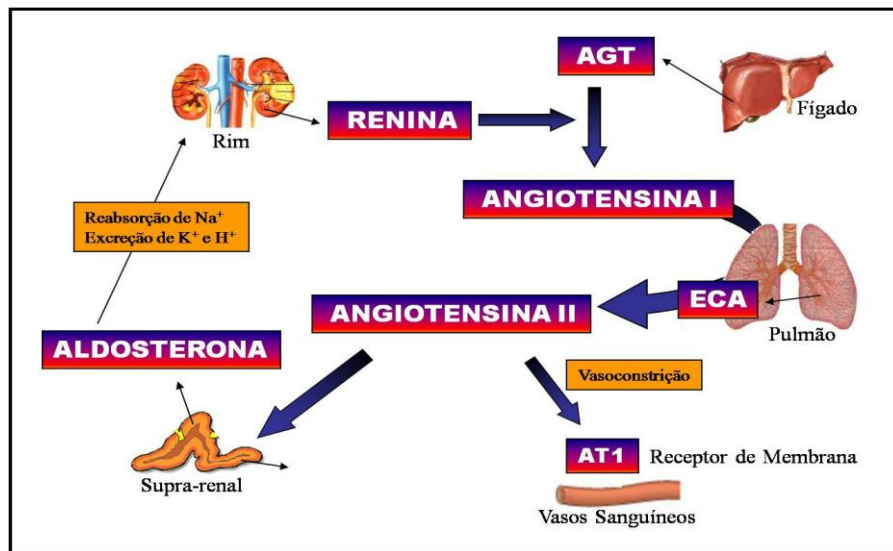 AGT
Fígado
RENINA
Rim
ANGIOTENSINA I
Reabsorção de Na⁺
Excreção de K⁺ e H⁺
ECA
Pulmão
ANGIOTENSINA II
ALDOSTERONA
Vasoconstrição
AT1 Receptor de Membrana
Supra-renal
Vasos Sanguíneos